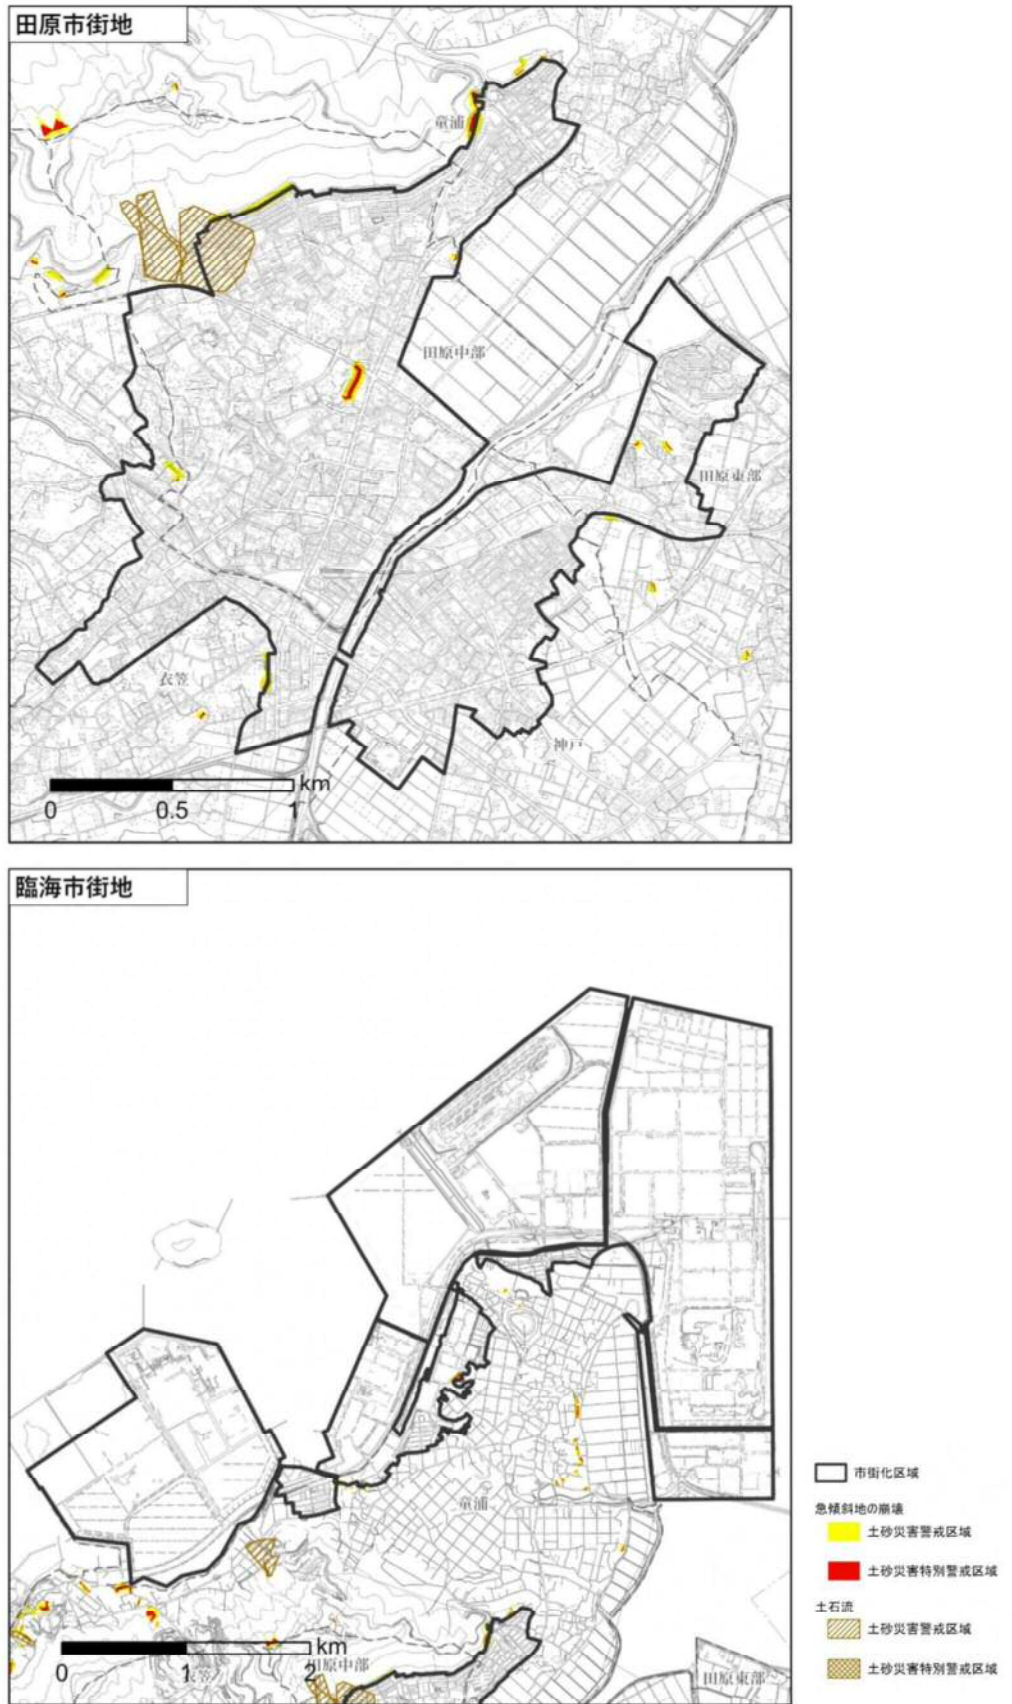 田原市街地
童浦
田原中部
田原東部
衣笠
神戸
km
0 0.5 1
臨海市街地
童浦
km
0 1 2
田原中部
衣笠
田原東部
市街化区域
急傾斜地の崩壊
土砂災害警戒区域
土砂災害特別警戒区域
土石流
土砂災害警戒区域
土砂災害特別警戒区域